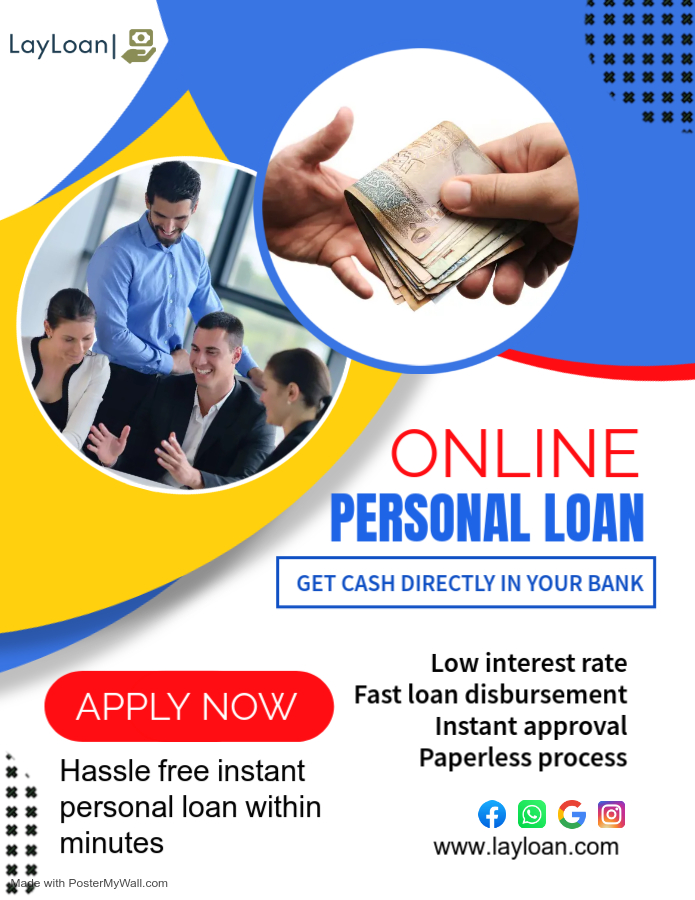 LayLoan|
ONLINE
PERSONAL LOAN
GET CASH DIRECTLY IN YOUR BANK
Low interest rate
Fast loan disbursement
Instant approval
Paperless process
APPLY NOW
Hassle free instant
personal loan within
minutes
www.layloan.com
Made with PosterMyWall.com